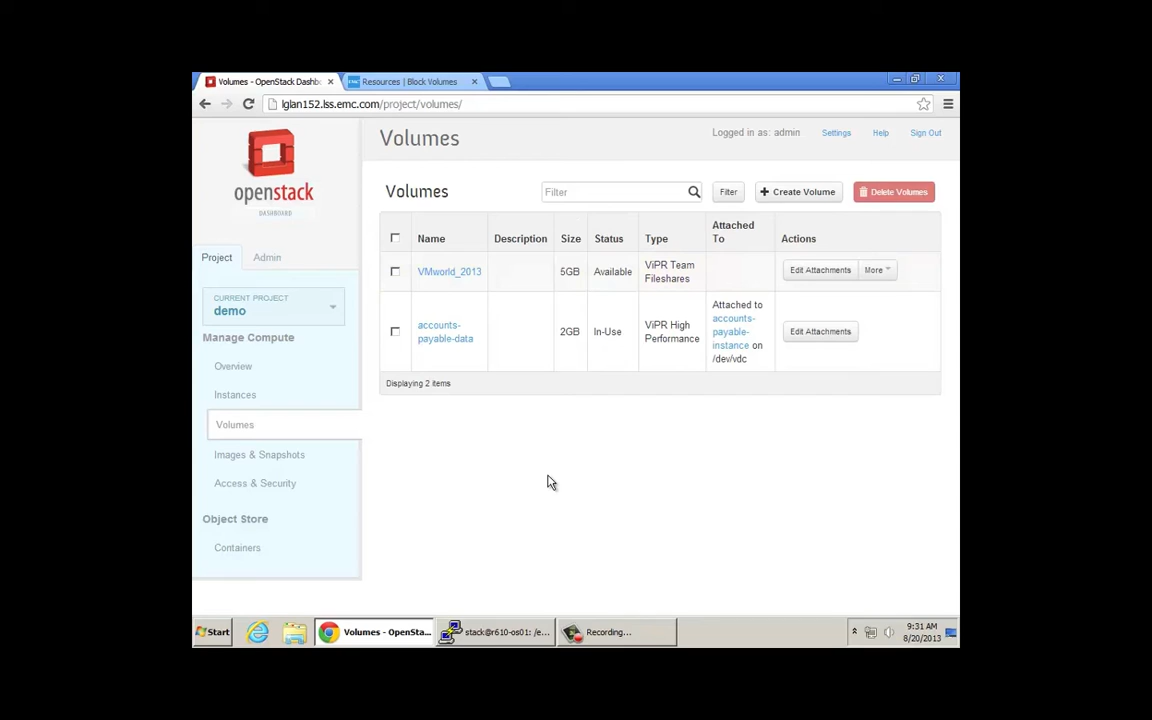 Volumes - OpenStack Dashbo
Resources | Block Volumes
lglan152.lss.emc.com/project/volumes/
openstack
DASHBOARD
Volumes
Logged in as: admin
Settings
Help
Sign Out
Volumes
Filter
Filter
+ Create Volume
Delete Volumes
Name
Description
Size
Status
Type
Attached
To
Actions
VMworld_2013
5GB
Available
ViPR Team
Fileshares
Edit Attachments
More
accounts-
payable-data
2GB
In-Use
ViPR High
Performance
Attached to
accounts-
payable-
instance on
/dev/vdc
Edit Attachments
Displaying 2 items
Project
Admin
CURRENT PROJECT
demo
Manage Compute
Overview
Instances
Volumes
Images & Snapshots
Access & Security
Object Store
Containers
Start
Volumes - OpenSta...
stack@r610-os01: /e...
Recording...
9:31 AM
8/20/2013